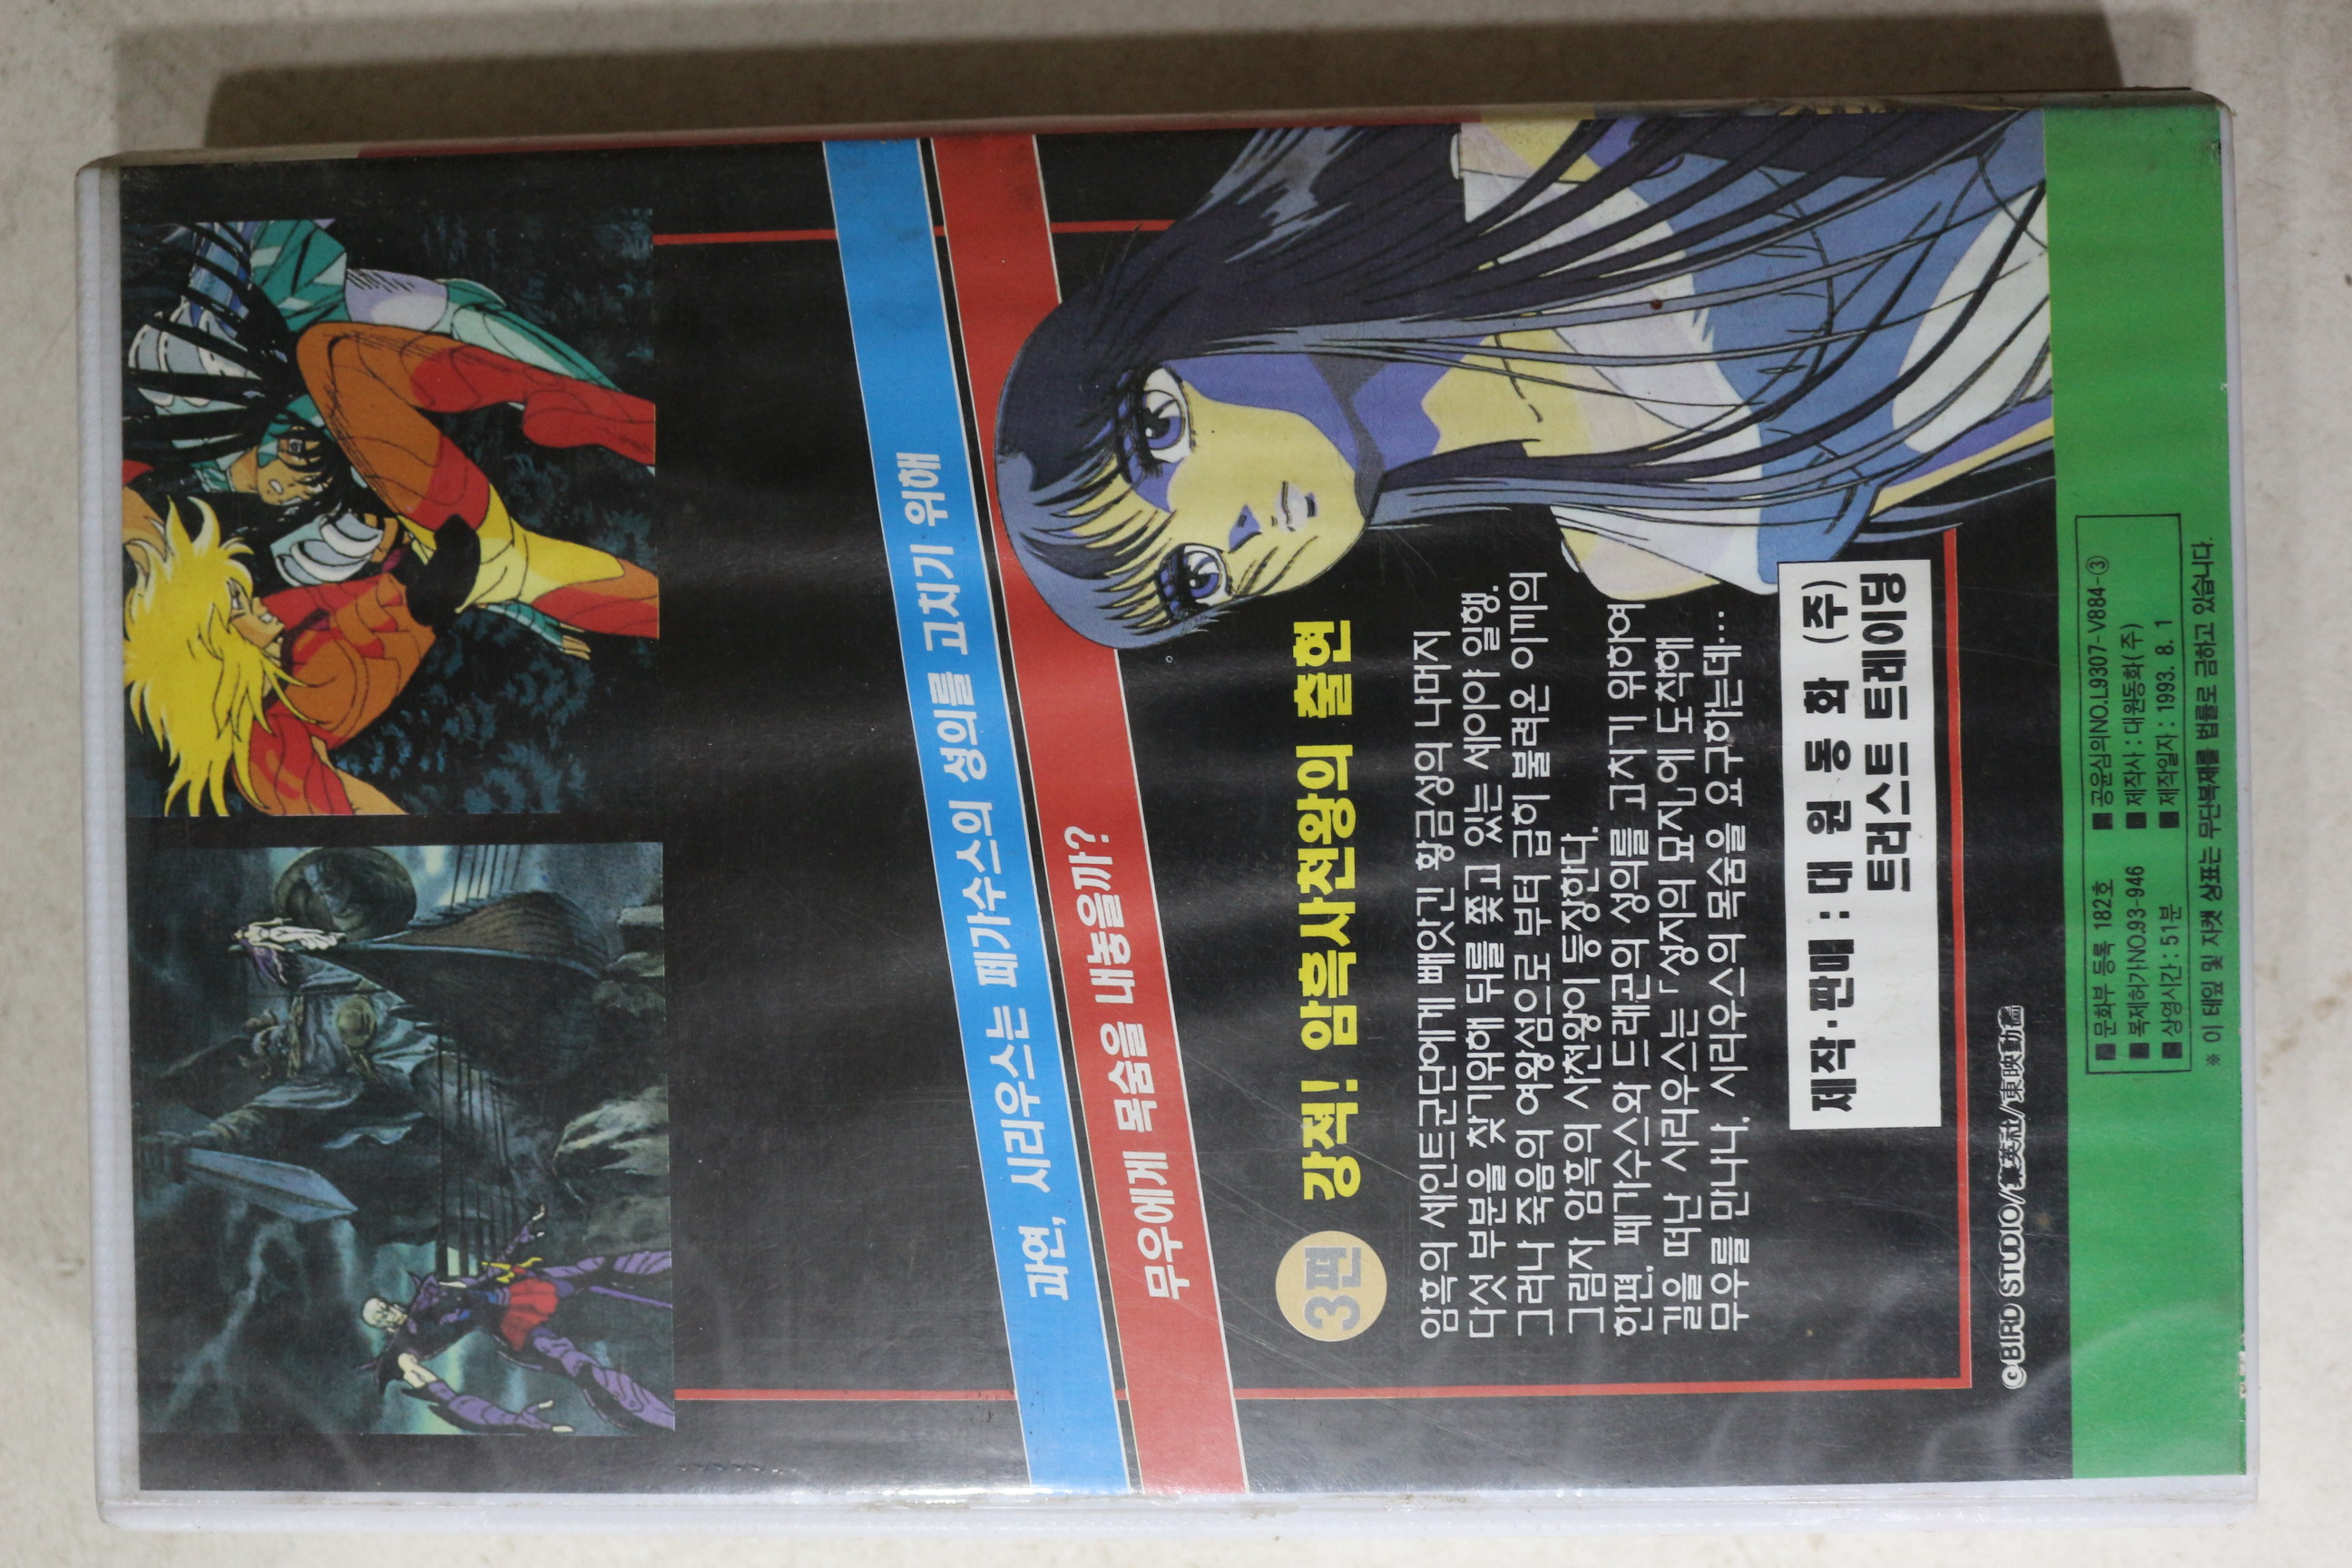 과연, 시리우스는 페가수스의 성의를 고치기 위해
무우에게 목숨을 내놓을까?
3편 강적! 암흑사천왕의 출현
암흑의 세인트군단에게 빼앗긴 황금성의 나머지
다섯 부분을 찾기위해 뒤를 쫓고 있는 세이야 일행.
그러나 죽음의 여왕섬으로 부터 급히 불려온 이끼의
그림자 암흑의 사천왕이 등장한다.
한편, 페가수스와 드래곤의 성의를 고치기 위하여
길을 떠난 시리우스는 「성지의 묘지」에 도착해
무우를 만나나, 시리우스의 목숨을 요구하는데…
제작·판매 : 대원동화 (주)
트러스트 트레이딩
©BIRD STUDIO/集英社/東映動畵
■ 문화부 등록 182호 ■ 공윤심의NO.L9307-V884-③
■ 복제허가NO.93-946 ■ 제작사 : 대원동화(주)
■ 상영시간 : 51분 ■ 제작일자 : 1993. 8. 1
※ 이 테잎 및 자켓 상표는 무단복제를 법률로 금하고 있습니다.